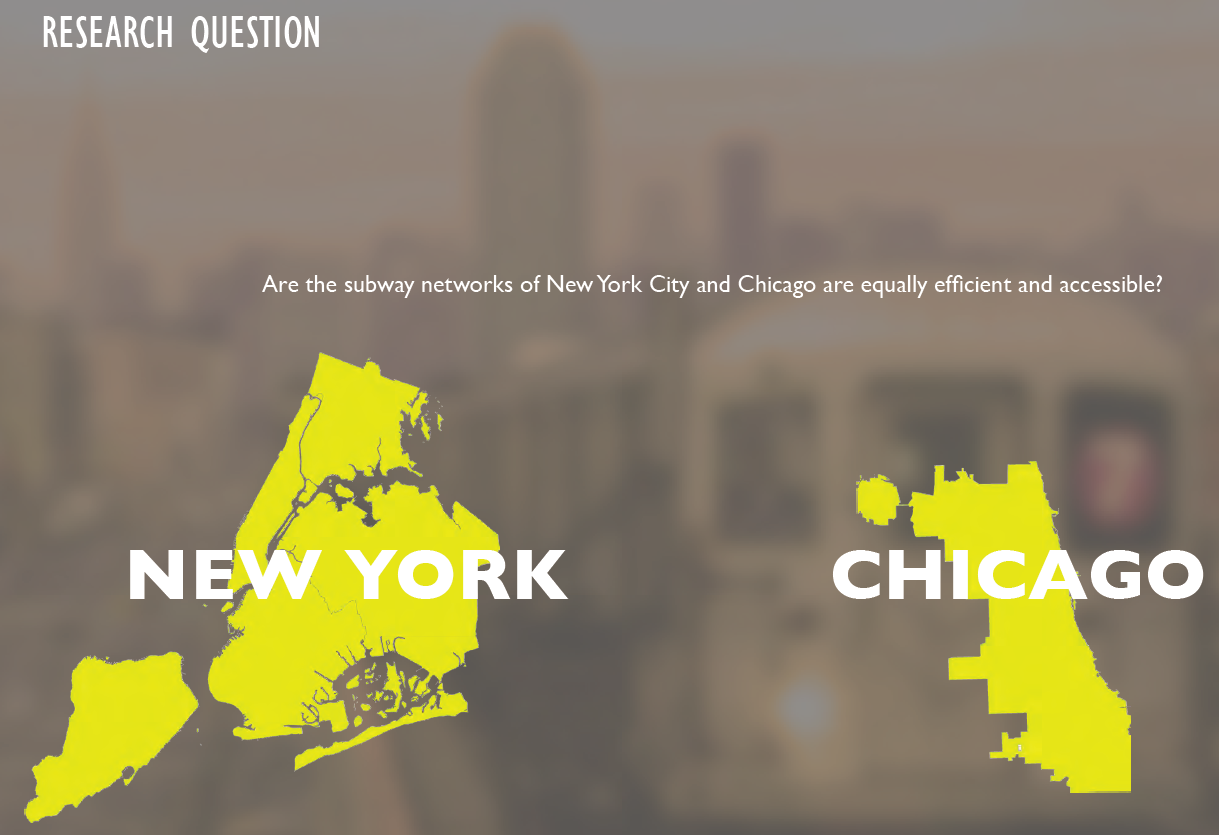 RESEARCH QUESTION
Are the subway networks of New York City and Chicago are equally efficient and accessible?
NEW YORK
CHICAGO